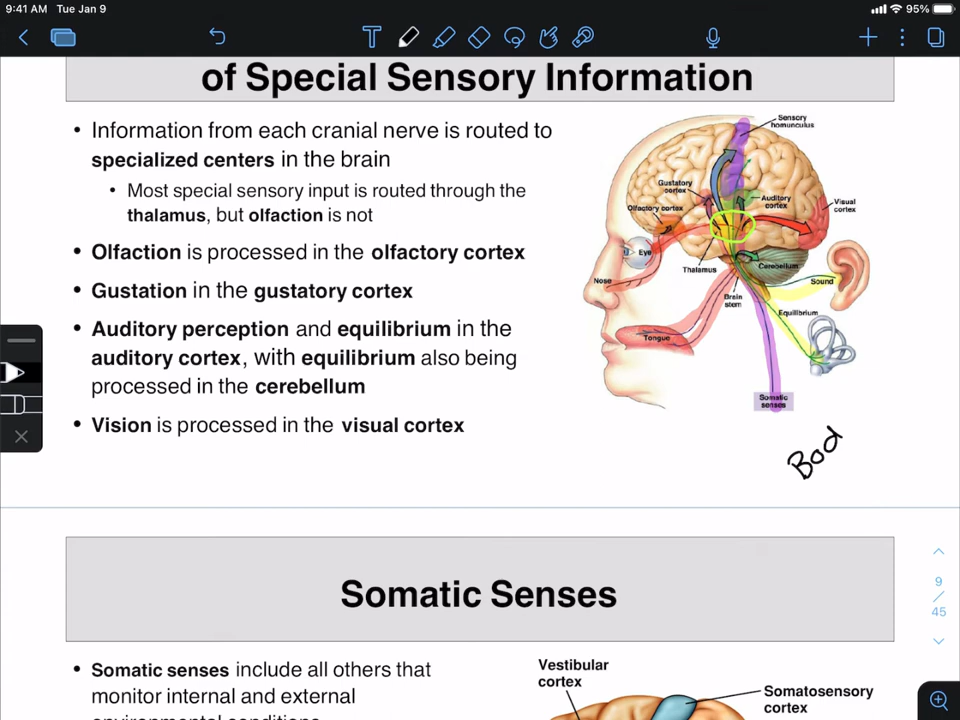 9:41 AM Tue Jan 9
95%
T
of Special Sensory Information
• Information from each cranial nerve is routed to
specialized centers in the brain
• Most special sensory input is routed through the
thalamus, but olfaction is not
• Olfaction is processed in the olfactory cortex
• Gustation in the gustatory cortex
• Auditory perception and equilibrium in the
auditory cortex, with equilibrium also being
processed in the cerebellum
• Vision is processed in the visual cortex
Sensory
homunculus
Gustatory
cortex
Auditory
cortex
Visual
cortex
Olfactory cortex
Eye
Cerebellum
Thalamus
Nose
Sound
Brain
stem
Equilibrium
Tongue
Somatic
senses
Bod
9
/
45
Somatic Senses
• Somatic senses include all others that
monitor internal and external
environmental conditions
Vestibular
cortex
Somatosensory
cortex